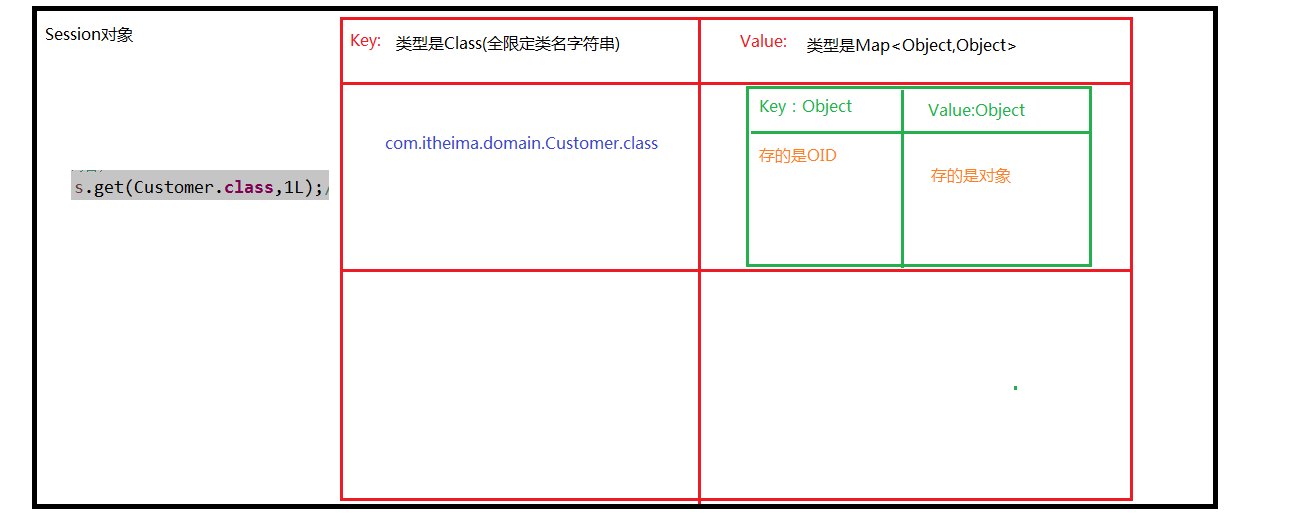 Session对象
Key: 类型是Class(全限定类名字符串)
Value: 类型是Map<Object,Object>
Key：Object
Value:Object
com.itheima.domain.Customer.class
存的是OID
存的是对象
s.get(Customer.class,1L);/